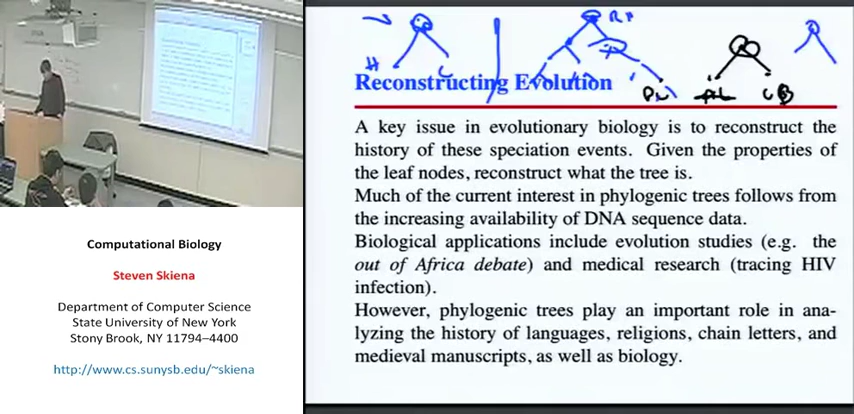 Computational Biology
Steven Skiena
Department of Computer Science
State University of New York
Stony Brook, NY 11794–4400
http://www.cs.sunysb.edu/~skiena
H
Reconstructing Evolution
A key issue in evolutionary biology is to reconstruct the
history of these speciation events. Given the properties of
the leaf nodes, reconstruct what the tree is.
Much of the current interest in phylogenic trees follows from
the increasing availability of DNA sequence data.
Biological applications include evolution studies (e.g. the
out of Africa debate) and medical research (tracing HIV
infection).
However, phylogenic trees play an important role in ana-
lyzing the history of languages, religions, chain letters, and
medieval manuscripts, as well as biology.